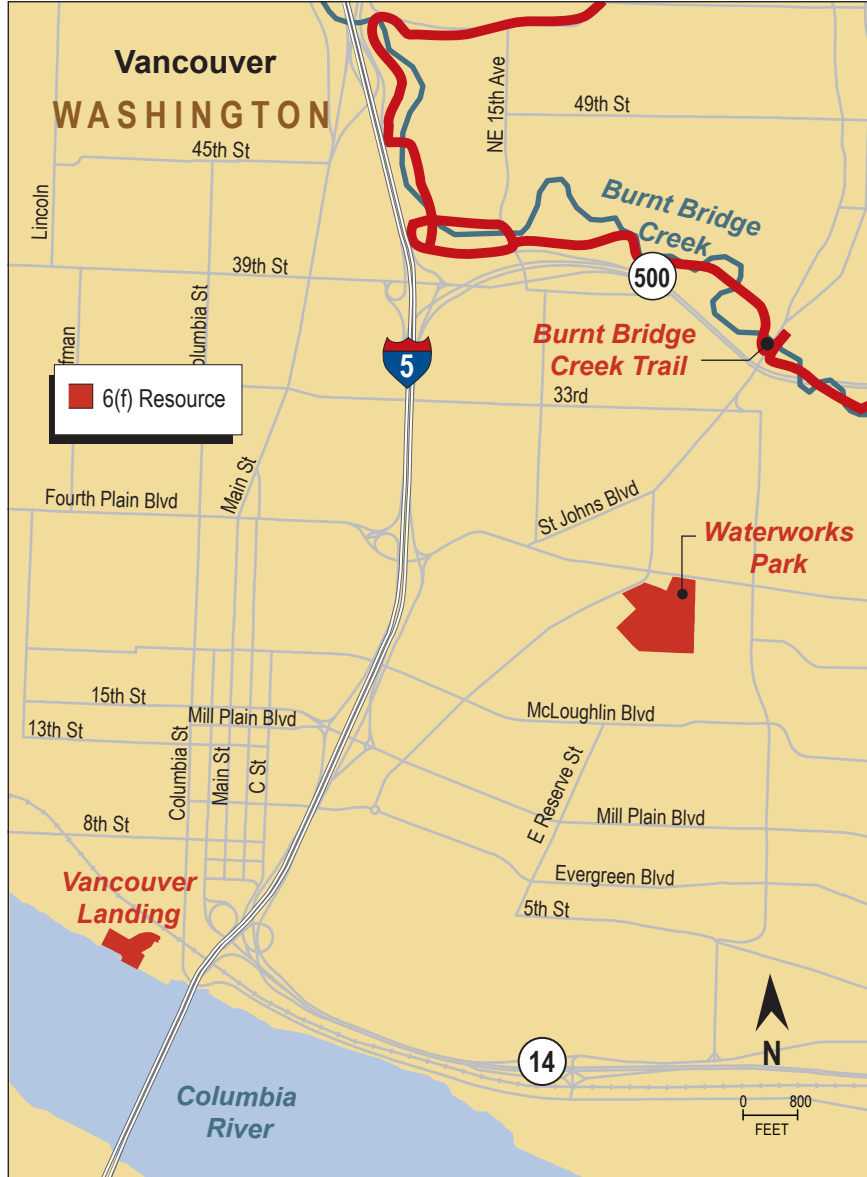 Vancouver
WASHINGTON
NE 15th Ave
49th St
45th St
Lincoln
Burnt Bridge
Creek
39th St
Columbia St
500
Burnt Bridge
Creek Trail
5
fman
olumbia St
6(f) Resource
33rd
Main St
Fourth Plain Blvd
St Johns Blvd
Waterworks
Park
15th St
Mill Plain Blvd
McLoughlin Blvd
13th St
Main St
C St
E Reserve St
8th St
Mill Plain Blvd
Vancouver
Landing
Evergreen Blvd
5th St
14
N
Columbia
River
0 800
FEET